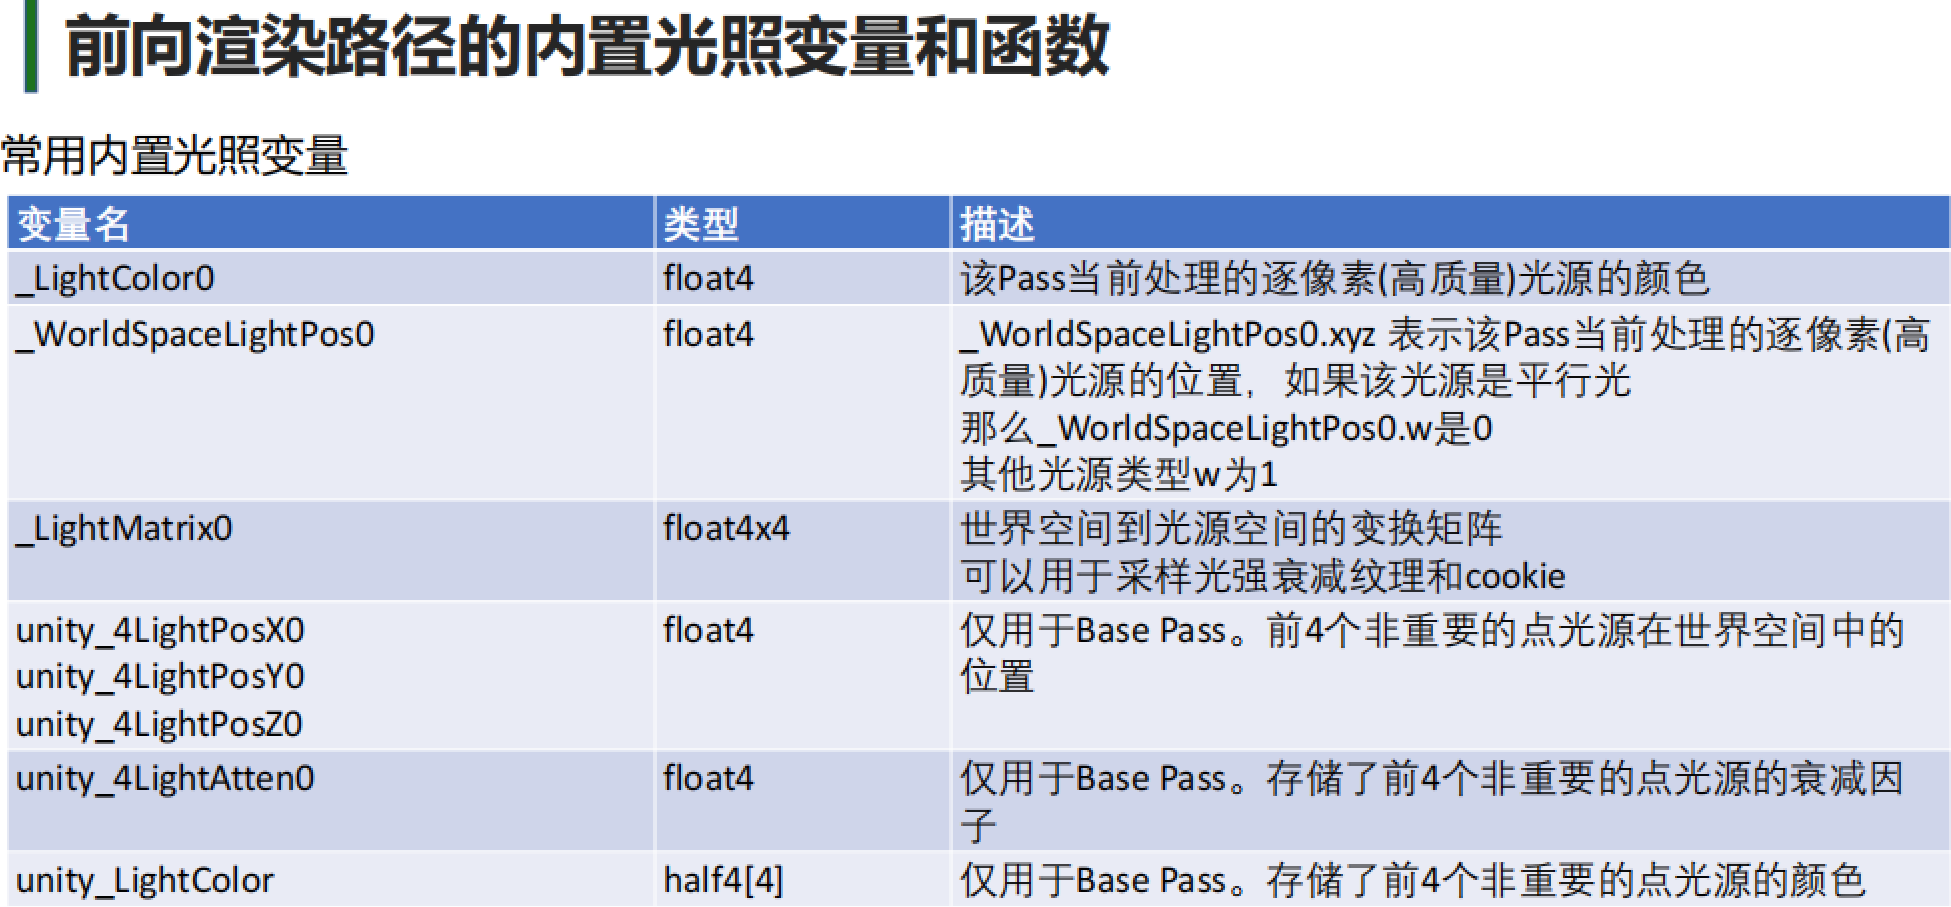 前向渲染路径的内置光照变量和函数
常用内置光照变量
变量名 类型 描述
_LightColor0 float4 该Pass当前处理的逐像素(高质量)光源的颜色
_WorldSpaceLightPos0 float4 _WorldSpaceLightPos0.xyz 表示该Pass当前处理的逐像素(高
质量)光源的位置，如果该光源是平行光
那么_WorldSpaceLightPos0.w是0
其他光源类型w为1
_LightMatrix0 float4x4 世界空间到光源空间的变换矩阵
可以用于采样光强衰减纹理和cookie
unity_4LightPosX0 float4 仅用于Base Pass。前4个非重要的点光源在世界空间中的
unity_4LightPosY0 位置
unity_4LightPosZ0
unity_4LightAtten0 float4 仅用于Base Pass。存储了前4个非重要的点光源的衰减因
子
unity_LightColor half4[4] 仅用于Base Pass。存储了前4个非重要的点光源的颜色